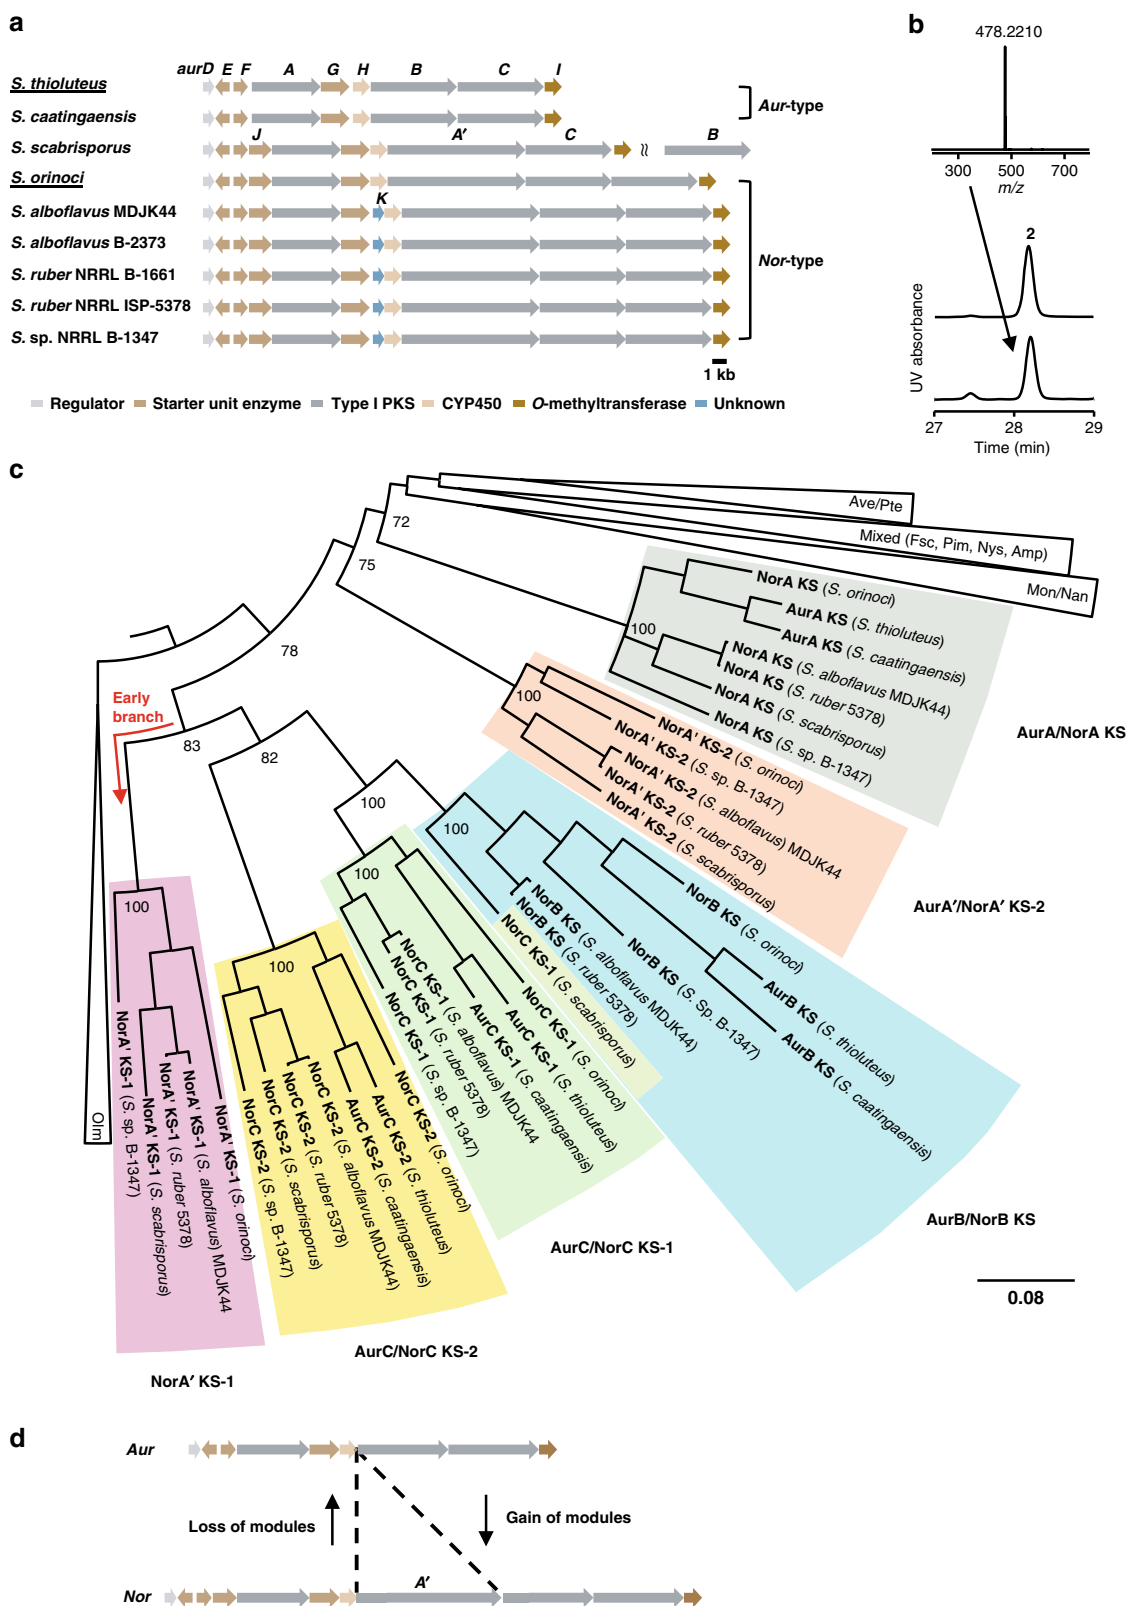 a
aurD E F A G H B C I
S. thioluteus
S. caatingaensis
Aur-type
J A′ C B
S. scabrisporus
S. orinoci
K
S. alboflavus MDJK44
S. alboflavus B-2373
S. ruber NRRL B-1661
S. ruber NRRL ISP-5378
S. sp. NRRL B-1347
Nor-type
1 kb
Regulator Starter unit enzyme Type I PKS CYP450 O-methyltransferase Unknown
b
478.2210
300 500 700
m/z
2
UV absorbance
27 28 29
Time (min)
c
Ave/Pte
Mixed (Fsc, Pim, Nys, Amp)
Mon/Nan
72
75
78
83
82
100
100
100
100
100
100
100
Early
branch
Olm
NorA KS (S. orinoci)
AurA KS (S. thioluteus)
AurA KS (S. caatingaensis)
NorA KS (S. alboflavus MDJK44)
NorA KS (S. ruber 5378)
NorA KS (S. scabrisporus)
NorA KS (S. sp. B-1347)
AurA/NorA KS
NorA′ KS-2 (S. orinoci)
NorA′ KS-2 (S. sp. B-1347)
NorA′ KS-2 (S. alboflavus) MDJK44
NorA′ KS-2 (S. ruber 5378)
NorA′ KS-2 (S. scabrisporus)
AurA′/NorA′ KS-2
NorB KS (S. orinoci)
AurB KS (S. thioluteus)
AurB KS (S. caatingaensis)
NorB KS (S. Sp. B-1347)
NorB KS (S. alboflavus MDJK44)
NorB KS (S. ruber 5378)
NorC KS-1 (S. scabrisporus)
AurB/NorB KS
NorC KS-1 (S. orinoci)
AurC KS-1 (S. thioluteus)
AurC KS-1 (S. caatingaensis)
NorC KS-1 (S. alboflavus) MDJK44
NorC KS-1 (S. ruber 5378)
NorC KS-1 (S. sp. B-1347)
AurC/NorC KS-1
NorC KS-2 (S. orinoci)
AurC KS-2 (S. thioluteus)
AurC KS-2 (S. caatingaensis)
NorC KS-2 (S. alboflavus MDJK44)
NorC KS-2 (S. ruber 5378)
NorC KS-2 (S. scabrisporus)
NorC KS-2 (S. sp. B-1347)
AurC/NorC KS-2
NorA′ KS-1 (S. orinoci)
NorA′ KS-1 (S. alboflavus) MDJK44
NorA′ KS-1 (S. ruber 5378)
NorA′ KS-1 (S. scabrisporus)
NorA′ KS-1 (S. sp. B-1347)
NorA′ KS-1
0.08
d
Aur
Loss of modules
Gain of modules
A′
Nor